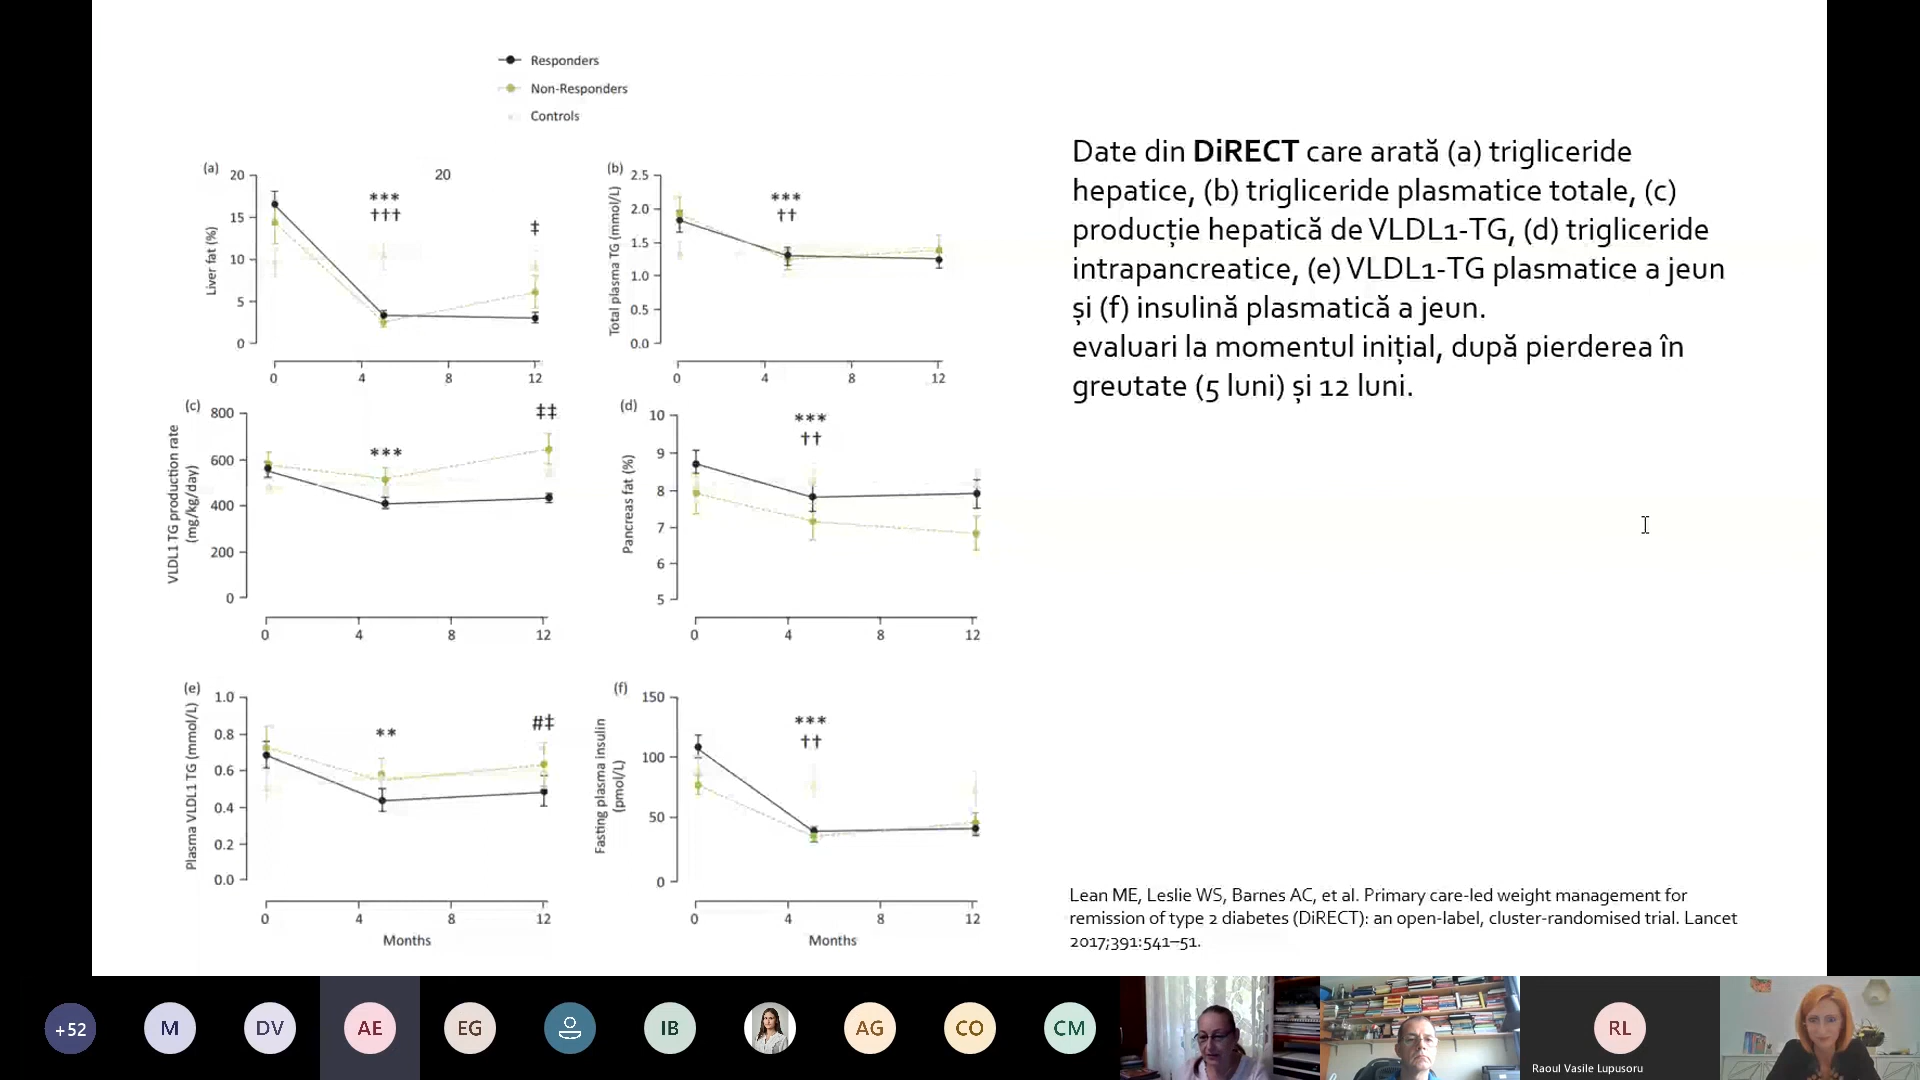 Responders
Non-Responders
Controls
(a)
20
20
15
10
5
0
Liver fat (%)
***
†††
‡
0
4
8
12
(b)
2.5
2.0
1.5
1.0
0.5
0.0
Total plasma TG (mmol/L)
***
††
0
4
8
12
(c)
800
600
400
200
0
VLDL1 TG production rate
(mg/kg/day)
***
‡‡
0
4
8
12
(d)
10
9
8
7
6
5
Pancreas fat (%)
***
††
0
4
8
12
(e)
1.0
0.8
0.6
0.4
0.2
0.0
Plasma VLDL1 TG (mmol/L)
**
#‡
0
4
8
12
Months
(f)
150
100
50
0
Fasting plasma insulin
(pmol/L)
***
††
0
4
8
12
Months
Date din DiRECT care arată (a) trigliceride
hepatice, (b) trigliceride plasmatice totale, (c)
producție hepatică de VLDL1-TG, (d) trigliceride
intrapancreatice, (e) VLDL1-TG plasmatice a jeun
și (f) insulină plasmatică a jeun.
evaluari la momentul inițial, după pierderea în
greutate (5 luni) și 12 luni.
Lean ME, Leslie WS, Barnes AC, et al. Primary care-led weight management for
remission of type 2 diabetes (DiRECT): an open-label, cluster-randomised trial. Lancet
2017;391:541–51.
+52
M
DV
AE
EG
IB
AG
CO
CM
RL
Raoul Vasile Lupusoru